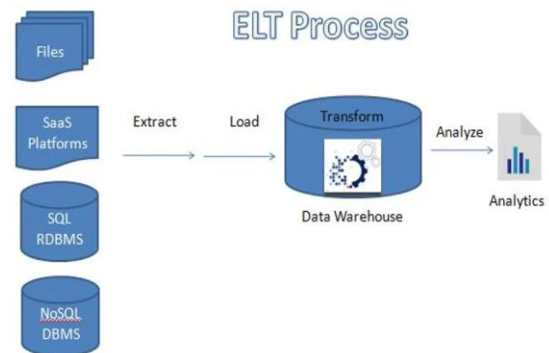 ELT Process
Files
SaaS
Platforms
Extract
Load
Transform
Analyze
Analytics
Data Warehouse
SQL
RDBMS
NoSQL
DBMS